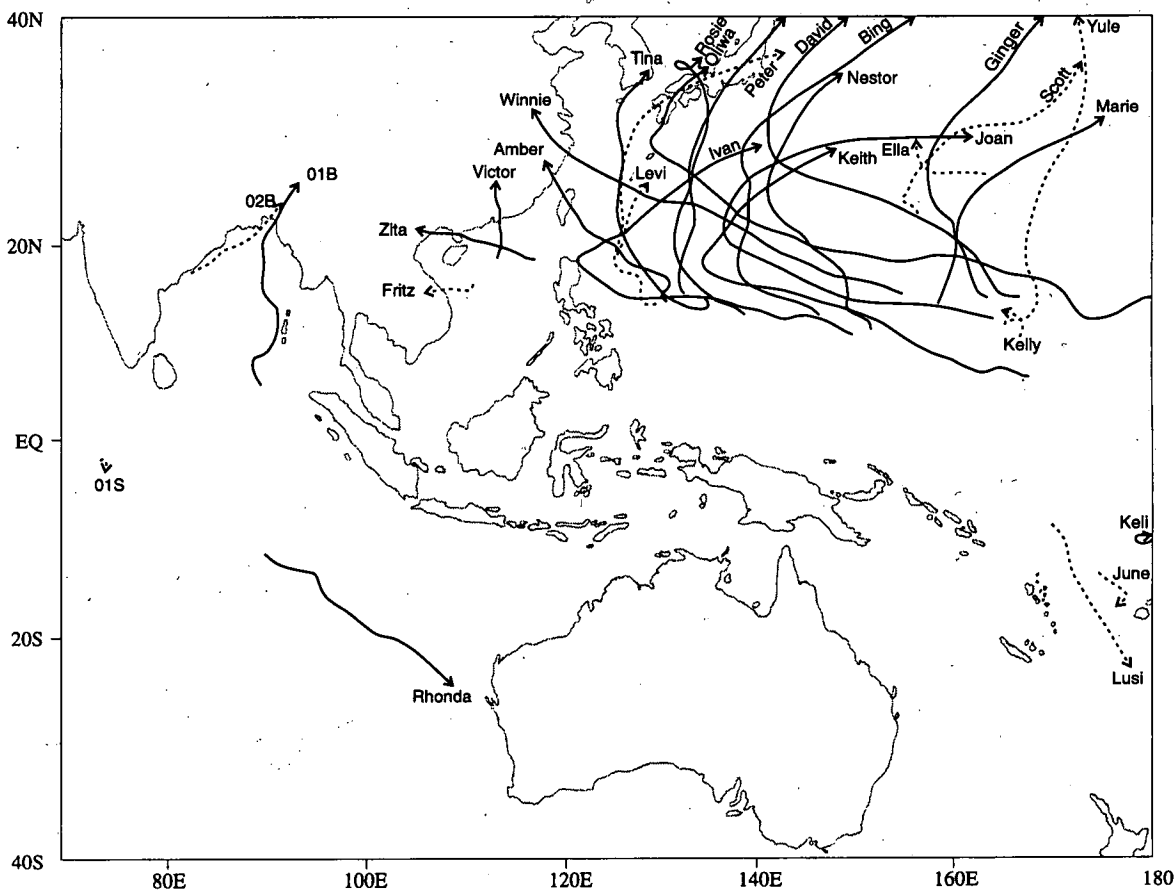 40N
Rosie
Oliwa
David
Bing
Ginger
Yule
Tina
Peter
Nestor
Scott
Winnie
Marie
Amber
Ivan
Joan
Ella
Keith
Victor
Levi
01B
02B
20N
Zita
Fritz
Kelly
EQ
01S
Keli
June
20S
Rhonda
Lusi
40S
80E
100E
120E
140E
160E
180